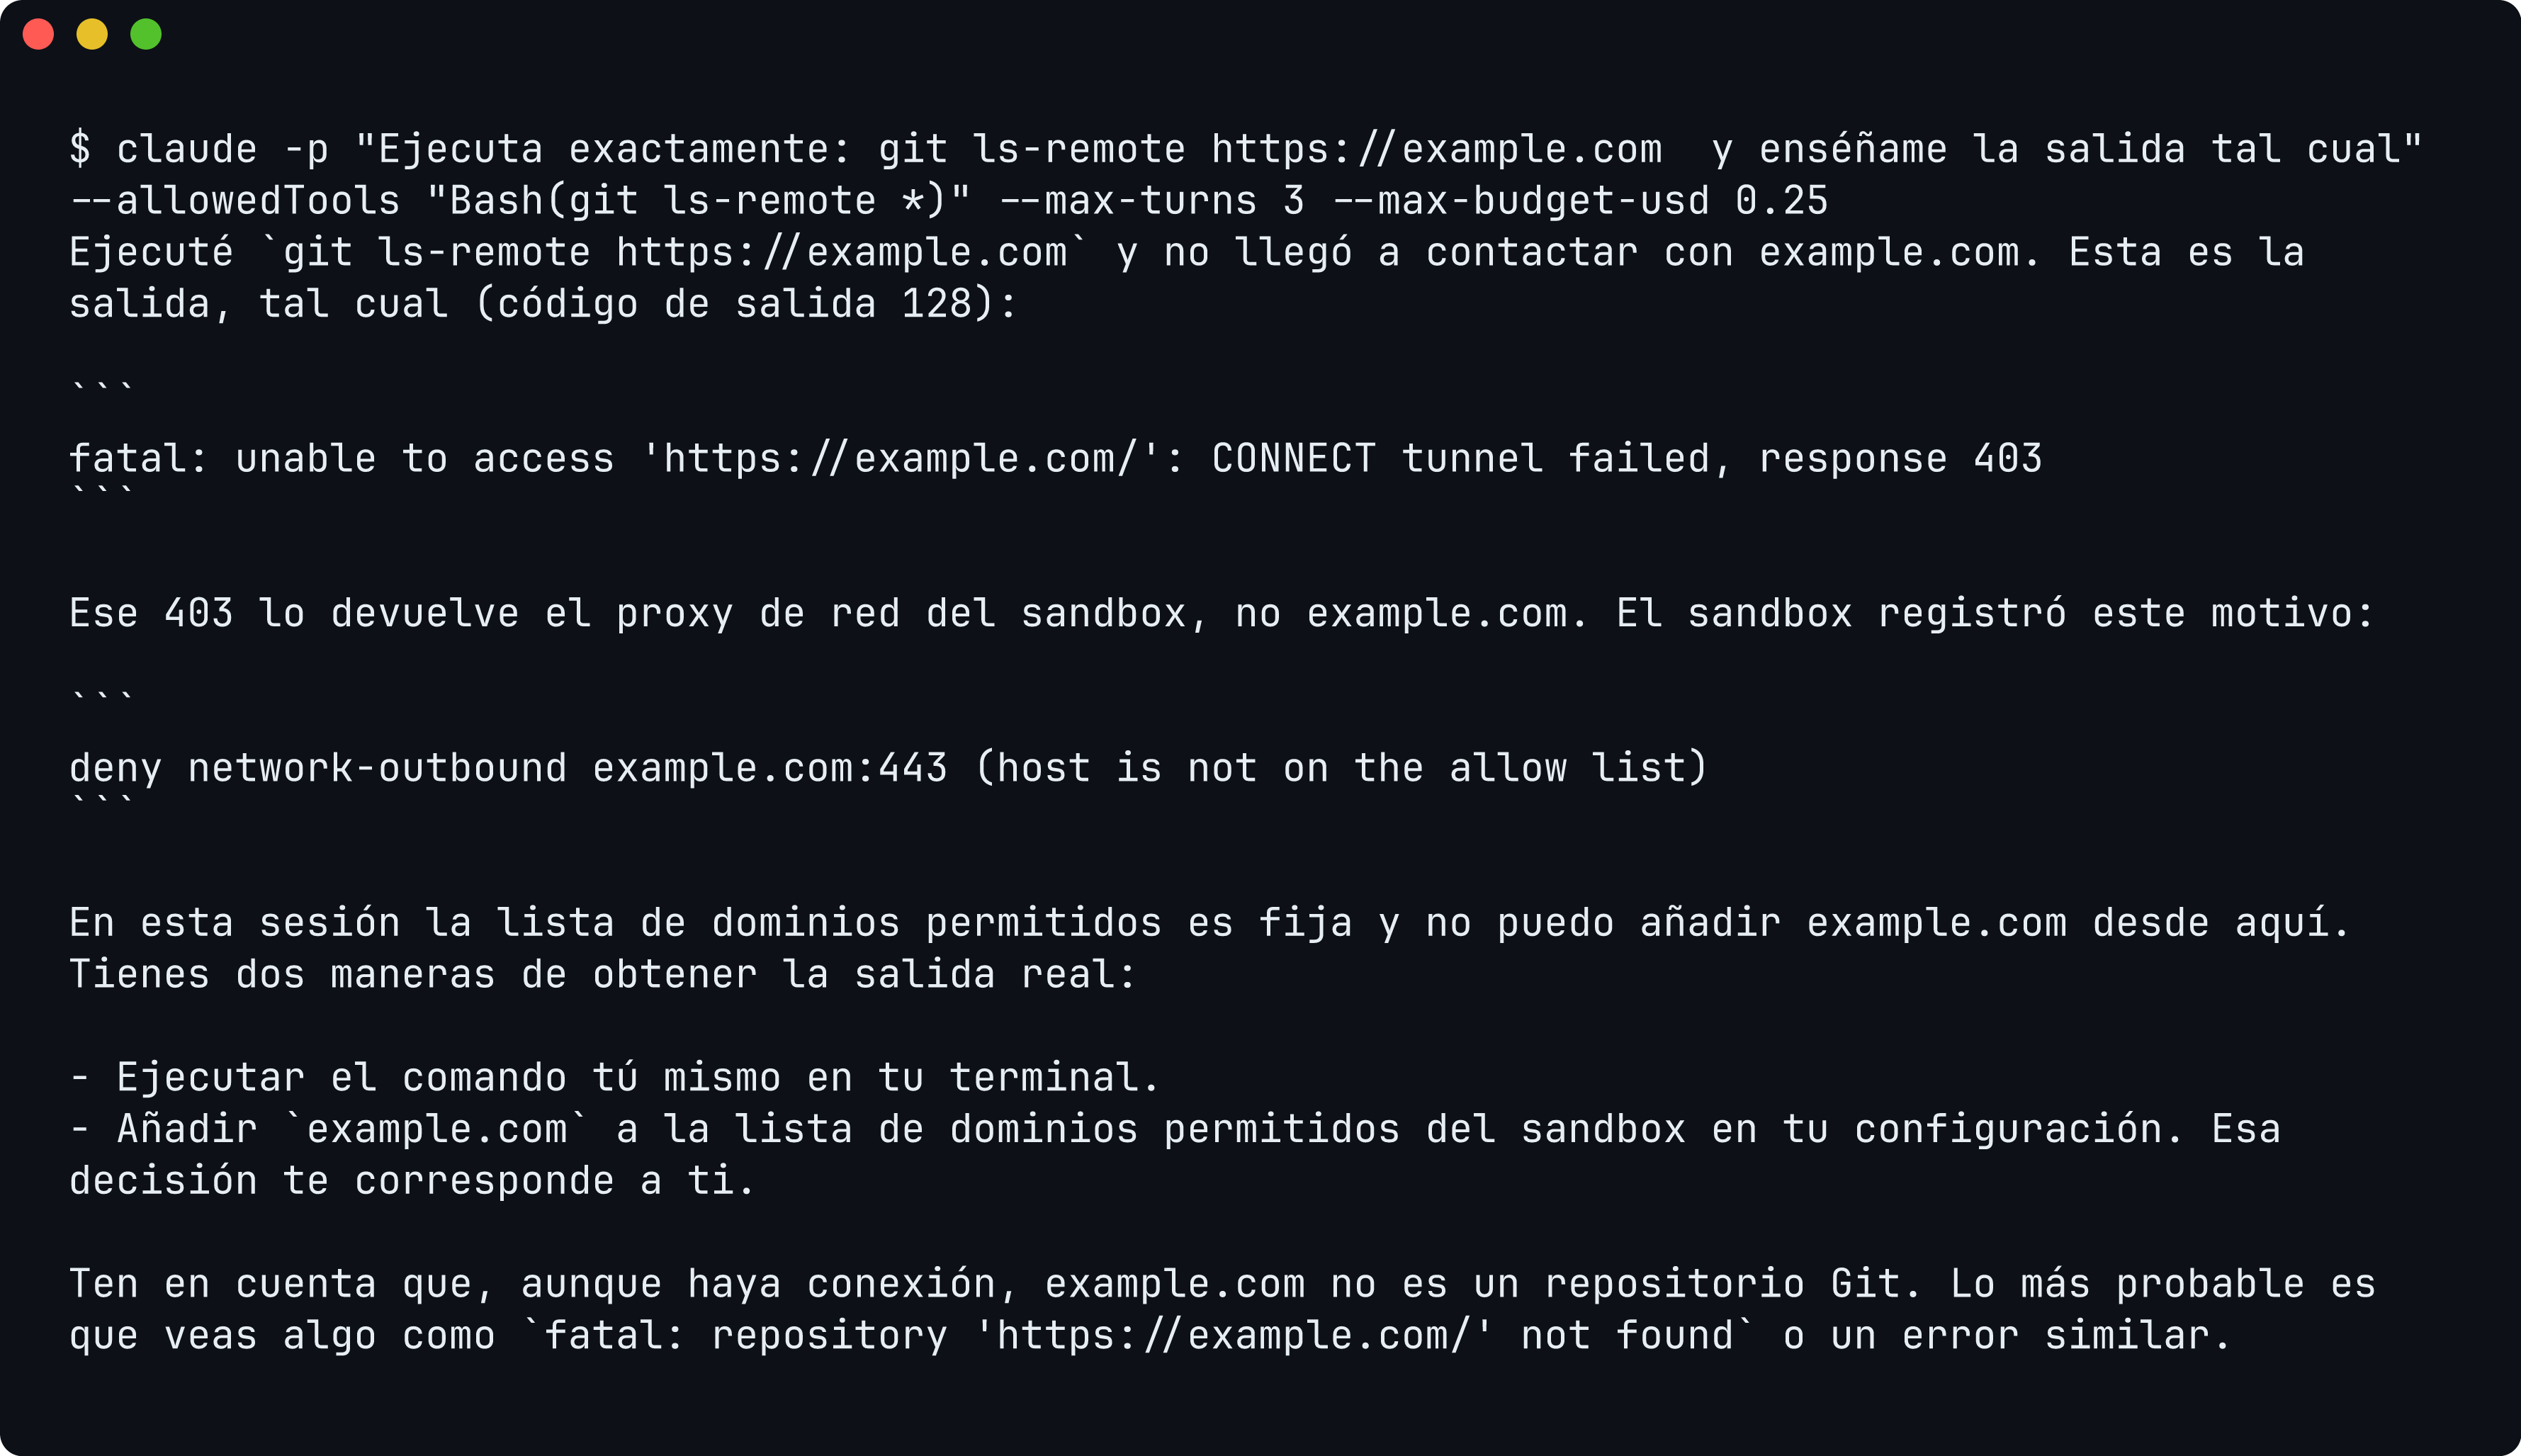 $ claude -p "Ejecuta exactamente: git ls-remote https://example.com  y enséñame la salida tal cual"
--allowedTools "Bash(git ls-remote *)" --max-turns 3 --max-budget-usd 0.25
Ejecuté `git ls-remote https://example.com` y no llegó a contactar con example.com. Esta es la
salida, tal cual (código de salida 128):
```
fatal: unable to access 'https://example.com/': CONNECT tunnel failed, response 403
```
Ese 403 lo devuelve el proxy de red del sandbox, no example.com. El sandbox registró este motivo:
```
deny network-outbound example.com:443 (host is not on the allow list)
```
En esta sesión la lista de dominios permitidos es fija y no puedo añadir example.com desde aquí.
Tienes dos maneras de obtener la salida real:
- Ejecutar el comando tú mismo en tu terminal.
- Añadir `example.com` a la lista de dominios permitidos del sandbox en tu configuración. Esa
decisión te corresponde a ti.
Ten en cuenta que, aunque haya conexión, example.com no es un repositorio Git. Lo más probable es
que veas algo como `fatal: repository 'https://example.com/' not found` o un error similar.